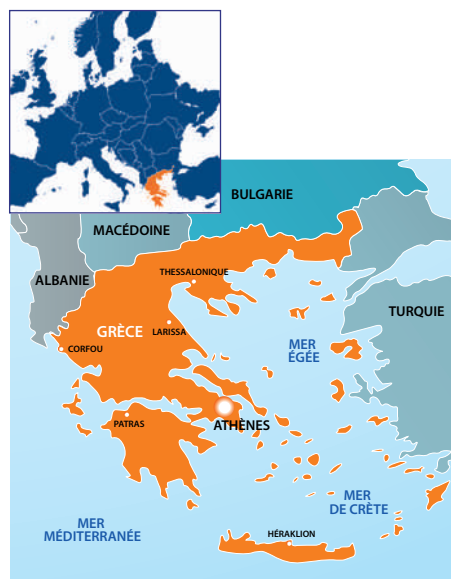 BULGARIE
MACÉDOINE
ALBANIE
THESSALONIQUE
TURQUIE
GRÈCE
LARISSA
MER
ÉGÉE
CORFOU
PATRAS
ATHÈNES
MER
DE CRÈTE
MER
MÉDITERRANÉE
HÉRAKLION